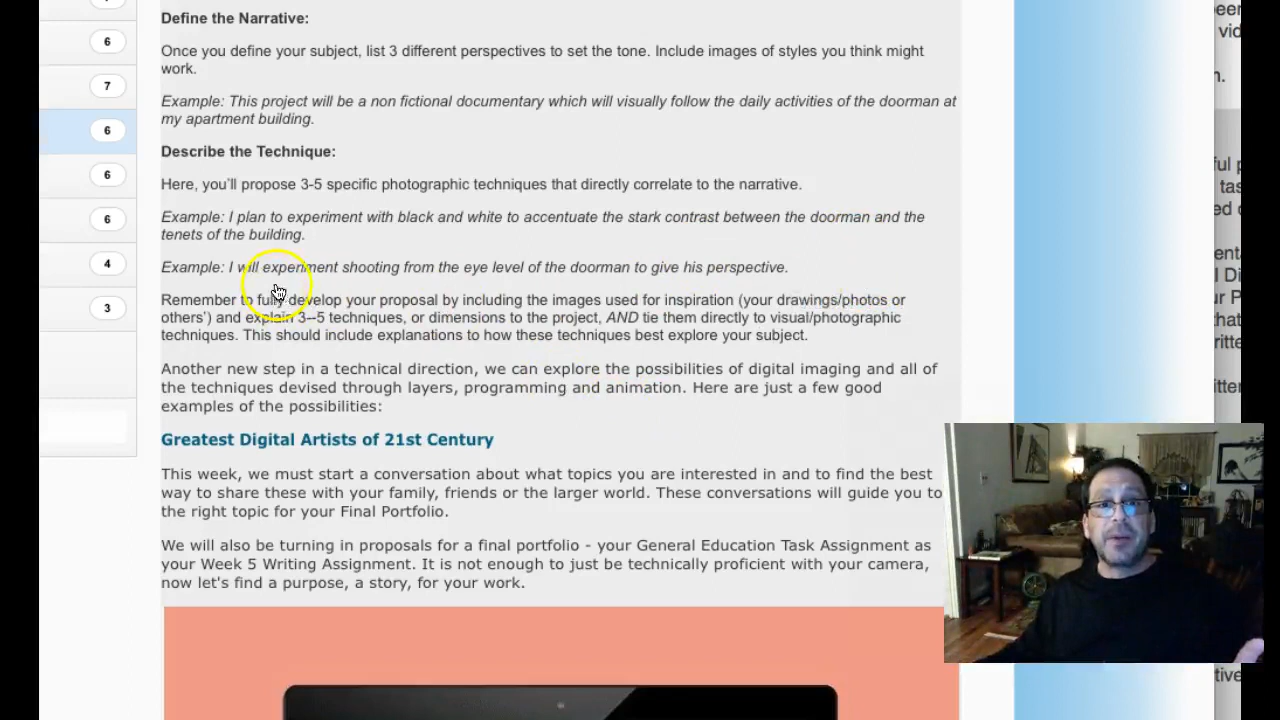 Define the Narrative:
6
Once you define your subject, list 3 different perspectives to set the tone. Include images of styles you think might
work.
7
Example: This project will be a non fictional documentary which will visually follow the daily activities of the doorman at
my apartment building.
6
Describe the Technique:
6
Here, you'll propose 3-5 specific photographic techniques that directly correlate to the narrative.
6
Example: I plan to experiment with black and white to accentuate the stark contrast between the doorman and the
tenets of the building.
4
Example: I will experiment shooting from the eye level of the doorman to give his perspective.
3
Remember to fully develop your proposal by including the images used for inspiration (your drawings/photos or
others') and explain 3--5 techniques, or dimensions to the project, AND tie them directly to visual/photographic
techniques. This should include explanations to how these techniques best explore your subject.
Another new step in a technical direction, we can explore the possibilities of digital imaging and all of
the techniques devised through layers, programming and animation. Here are just a few good
examples of the possibilities:
Greatest Digital Artists of 21st Century
This week, we must start a conversation about what topics you are interested in and to find the best
way to share these with your family, friends or the larger world. These conversations will guide you to
the right topic for your Final Portfolio.
We will also be turning in proposals for a final portfolio - your General Education Task Assignment as
your Week 5 Writing Assignment. It is not enough to just be technically proficient with your camera,
now let's find a purpose, a story, for your work.